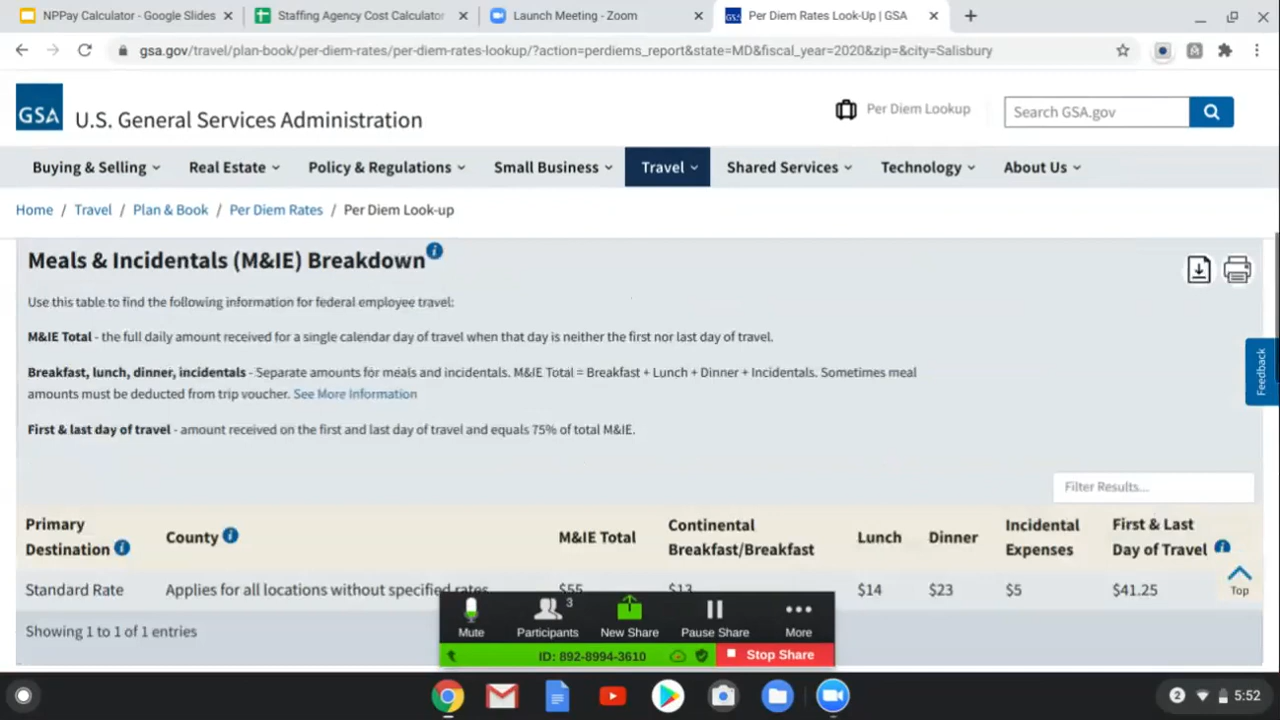 NPPay Calculator - Google Slides
Staffing Agency Cost Calculator
Launch Meeting - Zoom
Per Diem Rates Look-Up | GSA
gsa.gov/travel/plan-book/per-diem-rates/per-diem-rates-lookup/?action=perdiems_report&state=MD&fiscal_year=2020&zip=&city=Salisbury
GSA
U.S. General Services Administration
Per Diem Lookup
Search GSA.gov
Buying & Selling
Real Estate
Policy & Regulations
Small Business
Travel
Shared Services
Technology
About Us
Home / Travel / Plan & Book / Per Diem Rates / Per Diem Look-up
Meals & Incidentals (M&IE) Breakdown
Use this table to find the following information for federal employee travel:
M&IE Total - the full daily amount received for a single calendar day of travel when that day is neither the first nor last day of travel.
Breakfast, lunch, dinner, incidentals - Separate amounts for meals and incidentals. M&IE Total = Breakfast + Lunch + Dinner + Incidentals. Sometimes meal
amounts must be deducted from trip voucher. See More Information
First & last day of travel - amount received on the first and last day of travel and equals 75% of total M&IE.
Feedback
Filter Results...
Primary
Destination
County
M&IE Total
Continental
Breakfast/Breakfast
Lunch
Dinner
Incidental
Expenses
First & Last
Day of Travel
Standard Rate
Applies for all locations without specified rates
$55
$13
$14
$23
$5
$41.25
Top
Showing 1 to 1 of 1 entries
Mute
Participants
3
New Share
Pause Share
More
ID: 892-8994-3610
Stop Share
2
5:52